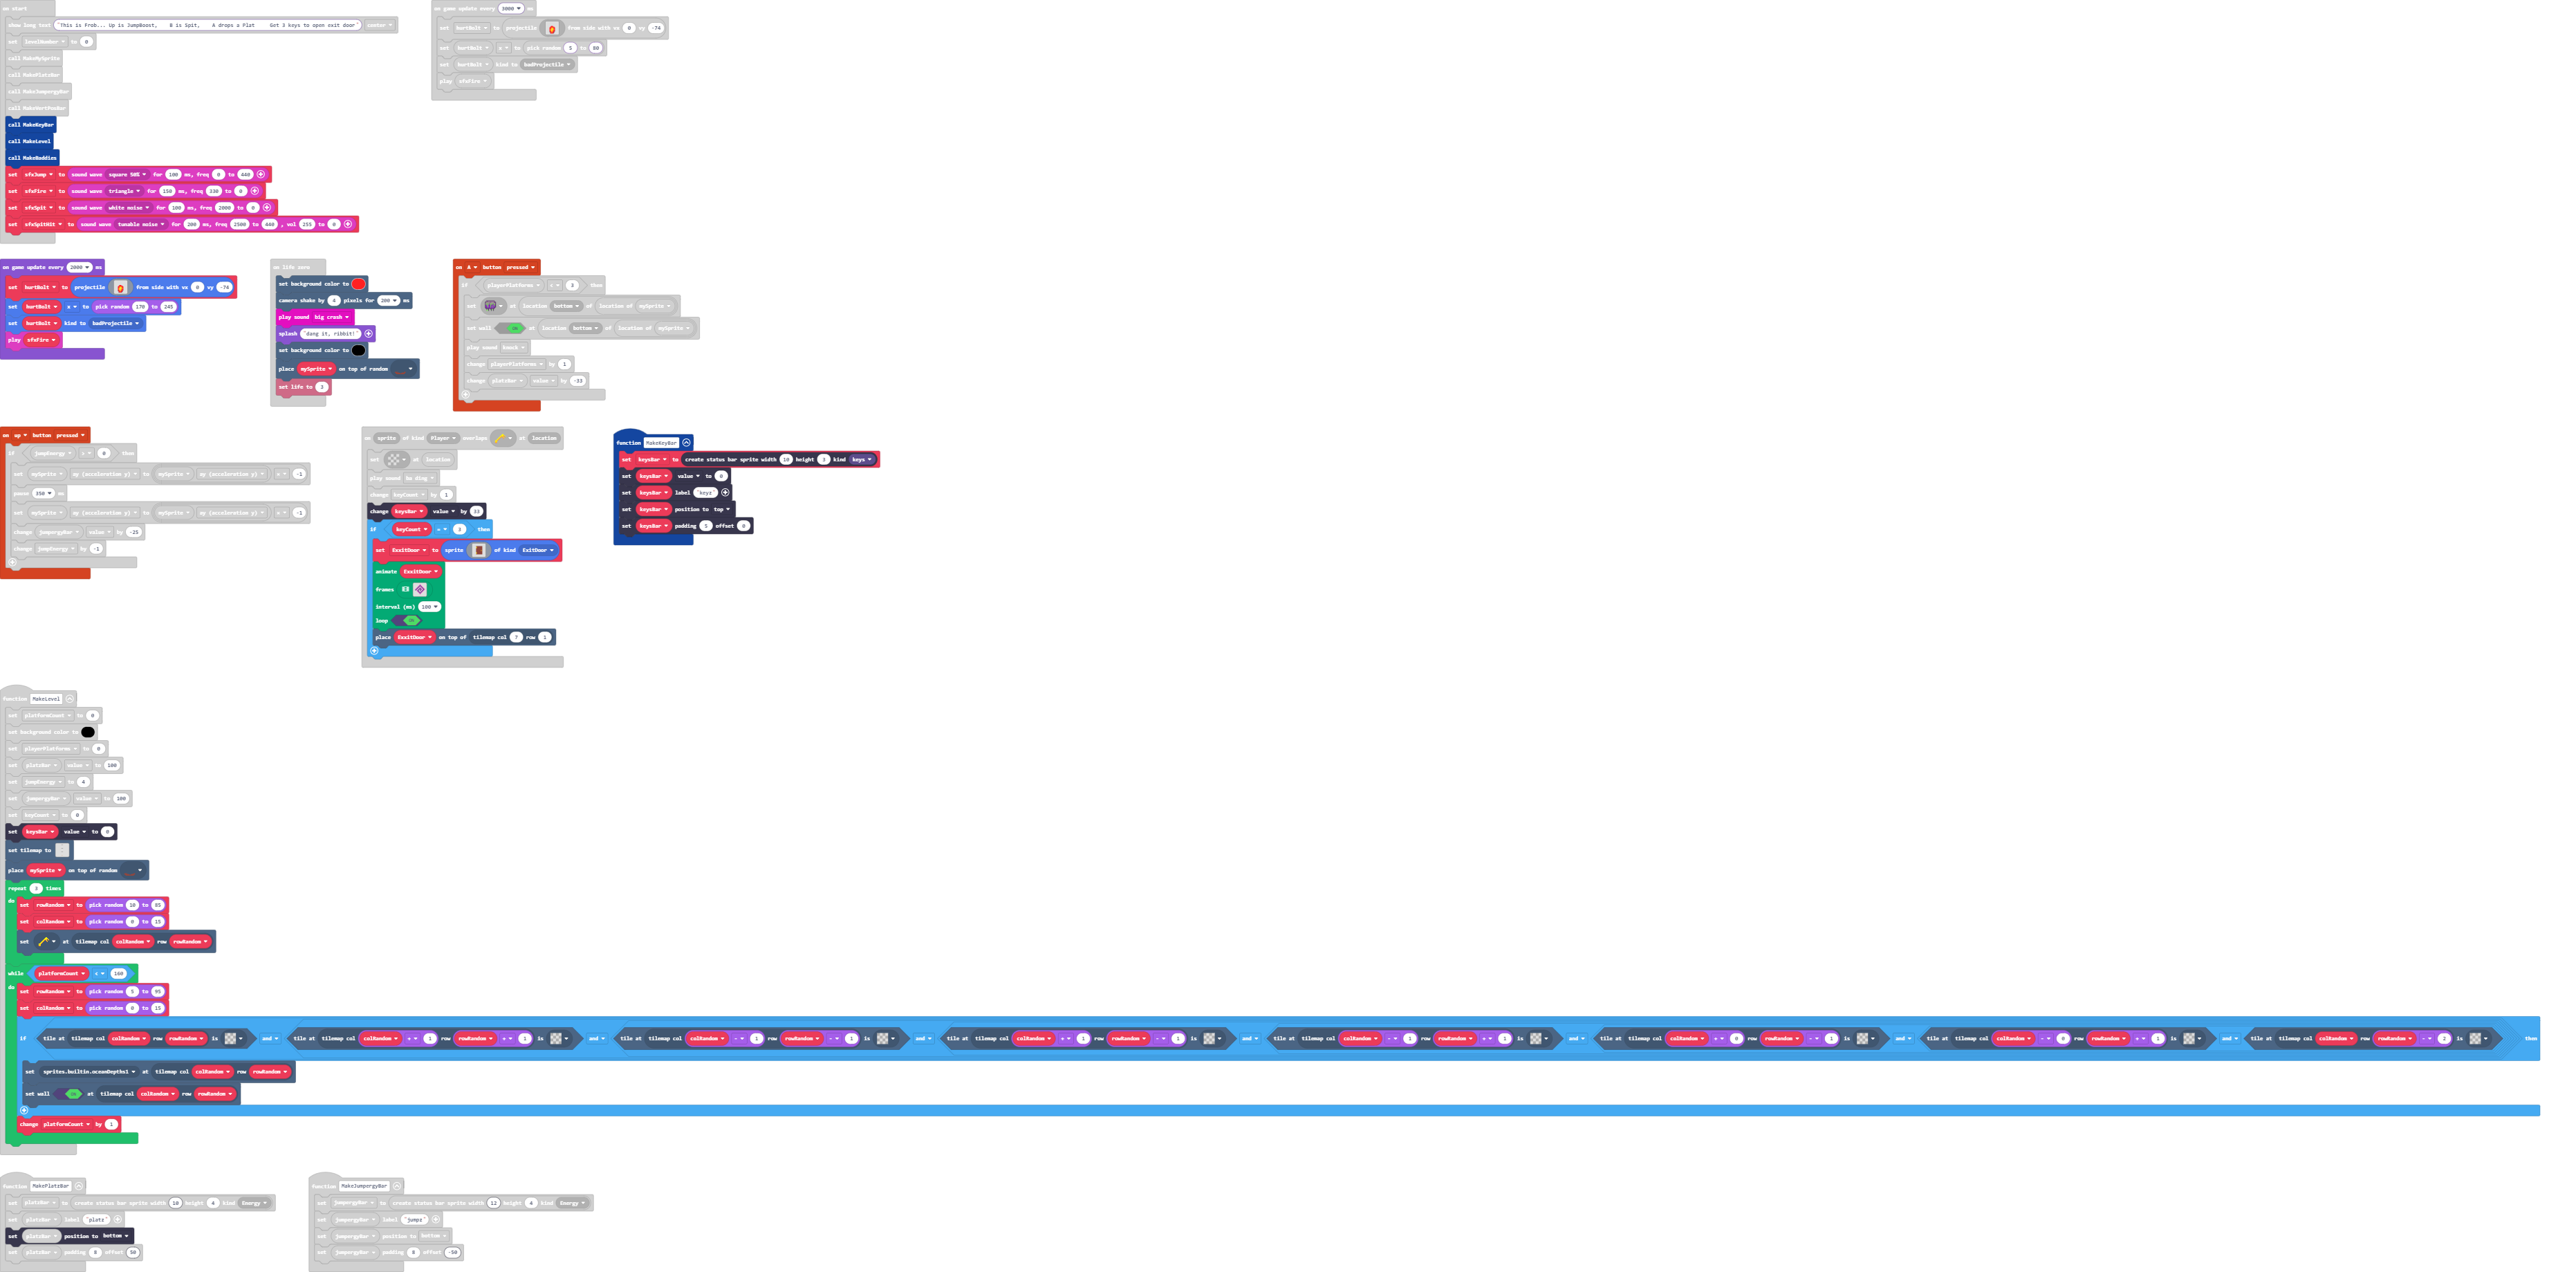 on start
show long text "This is Frob... Up is JumpBoost, B is Spit, A drops a Plat Get 3 keys to open exit door" center
set levelNumber to 0
call MakeMySprite
call MakePlatsBar
call MakeJumpergyBar
call MakeVertPosBar
call MakeKeyBar
call MakeLevel
call MakeBaddies
set sfxJump to sound wave square 50% for 100 ms, freq 0 to 440
set sfxFire to sound wave triangle for 150 ms, freq 330 to 0
set sfxSpit to sound wave white noise for 100 ms, freq 2000 to 0
set sfxSpitHit to sound wave tunable noise for 200 ms, freq 2500 to 440 , vol 255 to 0
on game update every 3000 ms
set hurtBolt to projectile from side with vx 0 vy -74
set hurtBolt x to pick random 5 to 80
set hurtBolt kind to badProjectile
play sfxFire
on game update every 2000 ms
set hurtBolt to projectile from side with vx 0 vy -74
set hurtBolt x to pick random 170 to 245
set hurtBolt kind to badProjectile
play sfxFire
on life zero
set background color to
camera shake by 4 pixels for 200 ms
play sound big crash
splash "dang it, ribbit!"
set background color to
place mySprite on top of random
set life to 3
on A button pressed
if playerPlatforms < 3 then
set at location bottom of location of mySprite
set wall ON at location bottom of location of mySprite
play sound knock
change playerPlatforms by 1
change platsBar value by -33
on up button pressed
if jumpEnergy > 0 then
set mySprite ay (acceleration y) to mySprite ay (acceleration y) × -1
pause 250 ms
set mySprite ay (acceleration y) to mySprite ay (acceleration y) × -1
change jumpergyBar value by -25
change jumpEnergy by -1
on sprite of kind Player overlaps at location
set at location
play sound ba ding
change keyCount by 1
change keysBar value by 33
if keyCount = 3 then
set ExxitDoor to sprite of kind ExitDoor
animate ExxitDoor
frames
interval (ms) 100
loop ON
place ExxitDoor on top of tilemap col 7 row 1
function MakeKeyBar
set keysBar to create status bar sprite width 10 height 3 kind keys
set keysBar value to 0
set keysBar label "keyz"
set keysBar position to top
set keysBar padding 5 offset 0
function MakeLevel
set platformCount to 0
set background color to
set playerPlatforms to 0
set platsBar value to 100
set jumpEnergy to 4
set jumpergyBar value to 100
set keyCount to 0
set keysBar value to 0
set tilemap to
place mySprite on top of random
repeat 3 times
do set rowRandom to pick random 10 to 85
set colRandom to pick random 0 to 15
set at tilemap col colRandom row rowRandom
while platformCount < 160
do set rowRandom to pick random 5 to 95
set colRandom to pick random 0 to 15
if tile at tilemap col colRandom row rowRandom is and tile at tilemap col colRandom + 1 row rowRandom + 1 is and tile at tilemap col colRandom - 1 row rowRandom - 1 is and tile at tilemap col colRandom + 1 row rowRandom - 1 is and tile at tilemap col colRandom - 1 row rowRandom + 1 is and tile at tilemap col colRandom + 0 row rowRandom - 1 is and tile at tilemap col colRandom - 0 row rowRandom + 1 is and tile at tilemap col colRandom row rowRandom - 2 is then
set sprites.builtin.oceanDepths1 at tilemap col colRandom row rowRandom
set wall ON at tilemap col colRandom row rowRandom
change platformCount by 1
function MakePlatsBar
set platsBar to create status bar sprite width 10 height 4 kind Energy
set platsBar label "platz"
set platsBar position to bottom
set platsBar padding 8 offset 50
function MakeJumpergyBar
set jumpergyBar to create status bar sprite width 12 height 4 kind Energy
set jumpergyBar label "jumpz"
set jumpergyBar position to bottom
set jumpergyBar padding 8 offset -50